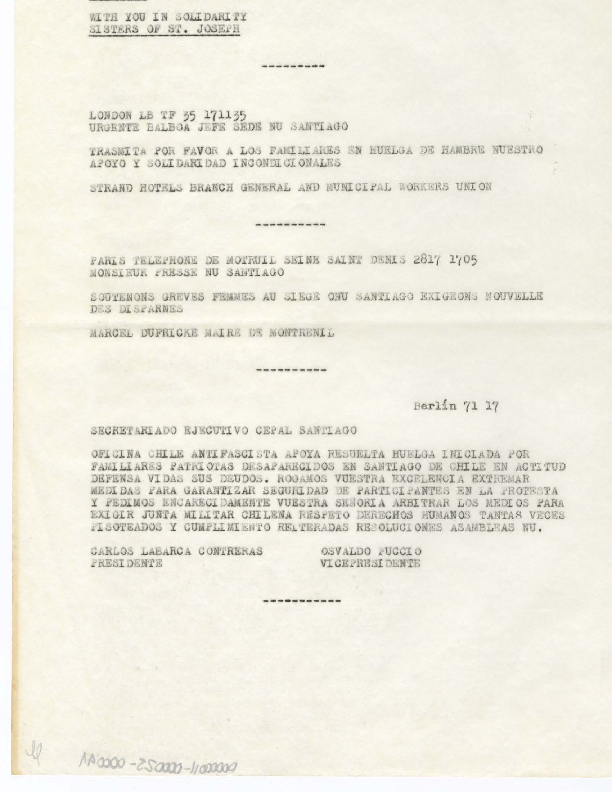 WITH YOU IN SOLIDARITY
SISTERS OF ST. JOSEPH
---------
LONDON LB TF 35 171135
URGENTE BALBOA JEFE SEDE NU SANTIAGO
TRASMITA POR FAVOR A LOS FAMILIARES EN HUELGA DE HAMBRE NUESTRO
APOYO Y SOLIDARIDAD INCONDICIONALES
STRAND HOTELS BRANCH GENERAL AND MUNICIPAL WORKERS UNION
----------
PARIS TELEPHONE DE MOTRUIL SEINE SAINT DENIS 2817 1705
MONSIEUR PRESSE NU SANTIAGO
SOUTENONS GREVES FEMMES AU SIEGE ONU SANTIAGO EXIGEONS NOUVELLE
DES DISPARNES
MARCEL DUFRICKE MAIRE DE MONTRENIL
----------
Berlín 71 17
SECRETARIADO EJECUTIVO CEPAL SANTIAGO
OFICINA CHILE ANTIFASCISTA APOYA RESUELTA HUELGA INICIADA POR
FAMILIARES PATRIOTAS DESAPARECIDOS EN SANTIAGO DE CHILE EN ACTITUD
DEFENSA VIDAS SUS DEUDOS. ROGAMOS VUESTRA EXCELENCIA EXTREMAR
MEDIDAS PARA GARANTIZAR SEGURIDAD DE PARTICIPANTES EN LA PROTESTA
Y PEDIMOS ENCARECIDAMENTE VUESTRA SEÑORIA ARBITRAR LOS MEDIOS PARA
EXIGIR JUNTA MILITAR CHILENA RESPETO DERECHOS HUMANOS TANTAR VECES
PISOTEADOS Y CUMPLIMIENTO REITERADAS RESOLUCIONES ASAMBLEAS NU.
CARLOS LABARCA CONTRERAS OSVALDO PUCCIO
PRESIDENTE VICEPRESIDENTE
-----------